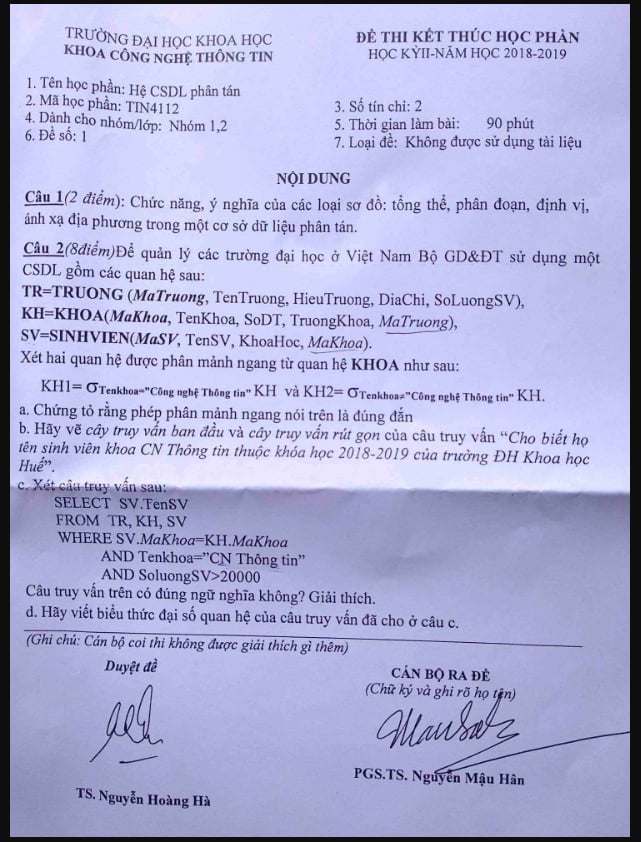 TRƯỜNG ĐẠI HỌC KHOA HỌC
KHOA CÔNG NGHỆ THÔNG TIN
ĐỀ THI KẾT THÚC HỌC PHẦN
HỌC KỲII-NĂM HỌC 2018-2019
1. Tên học phần: Hệ CSDL phân tán
2. Mã học phần: TIN4112
3. Số tín chỉ: 2
4. Dành cho nhóm/lớp: Nhóm 1,2
5. Thời gian làm bài: 90 phút
6. Đề số: 1
7. Loại đề: Không được sử dụng tài liệu
NỘI DUNG
Câu 1(2 điểm): Chức năng, ý nghĩa của các loại sơ đồ: tổng thể, phân đoạn, định vị,
ánh xạ địa phương trong một cơ sở dữ liệu phân tán.
Câu 2(8điểm)Để quản lý các trường đại học ở Việt Nam Bộ GD&ĐT sử dụng một
CSDL gồm các quan hệ sau:
TR=TRUONG (MaTruong, TenTruong, HieuTruong, DiaChi, SoLuongSV),
KH=KHOA(MaKhoa, TenKhoa, SoDT, TruongKhoa, MaTruong),
SV=SINHVIEN(MaSV, TenSV, KhoaHoc, MaKhoa).
Xét hai quan hệ được phân mảnh ngang từ quan hệ KHOA như sau:
KH1= σTenkhoa="Công nghệ Thông tin" KH và KH2= σTenkhoa≠"Công nghệ Thông tin" KH.
a. Chứng tỏ rằng phép phân mảnh ngang nói trên là đúng đắn
b. Hãy vẽ cây truy vấn ban đầu và cây truy vấn rút gọn của câu truy vấn "Cho biết họ
tên sinh viên khoa CN Thông tin thuộc khóa học 2018-2019 của trường ĐH Khoa học
Huế".
c. Xét câu truy vấn sau:
SELECT SV.TenSV
FROM TR, KH, SV
WHERE SV.MaKhoa=KH.MaKhoa
AND Tenkhoa="CN Thông tin"
AND SoluongSV>20000
Câu truy vấn trên có đúng ngữ nghĩa không? Giải thích.
d. Hãy viết biểu thức đại số quan hệ của câu truy vấn đã cho ở câu c.
(Ghi chú: Cán bộ coi thi không được giải thích gì thêm)
Duyệt đề
CÁN BỘ RA ĐỀ
(Chữ ký và ghi rõ họ tên)
TS. Nguyễn Hoàng Hà
PGS.TS. Nguyễn Mậu Hân